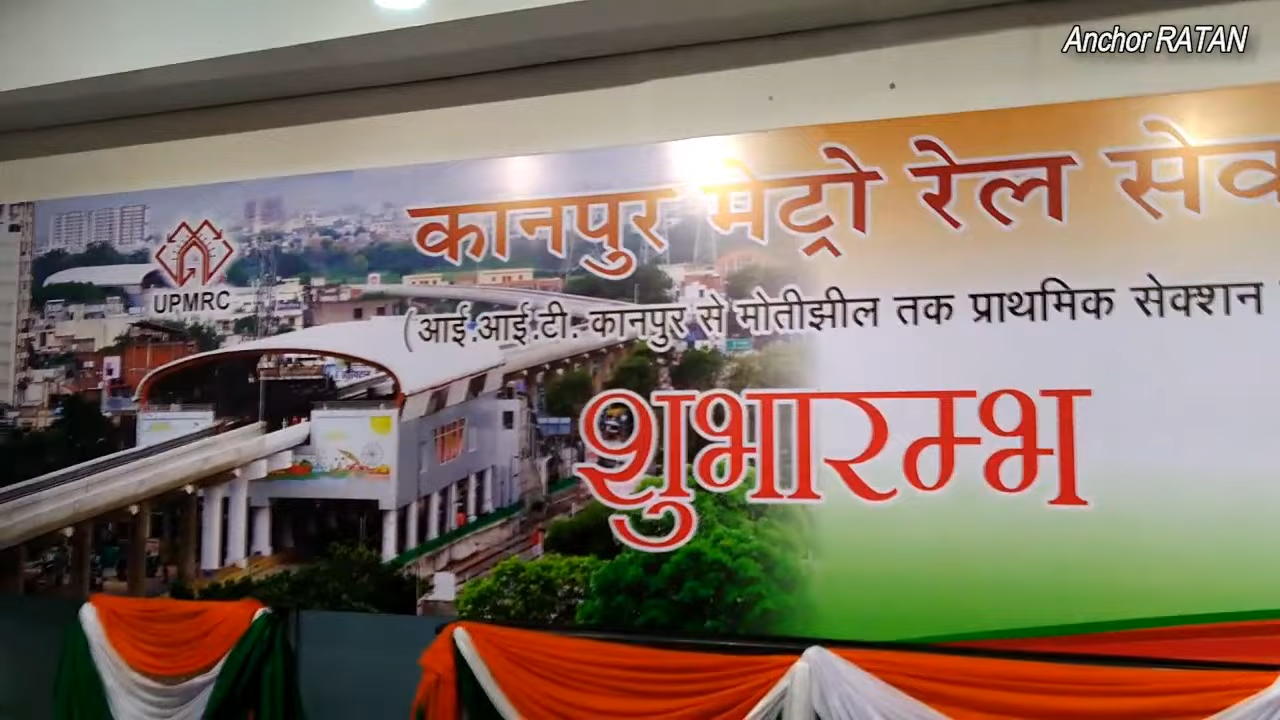 Anchor RATAN
कानपुर मेट्रो रेल सेव
UPMRC
(आई.आई.टी. कानपुर से मोतीझील तक प्राथमिक सेक्शन
शुभारम्भ